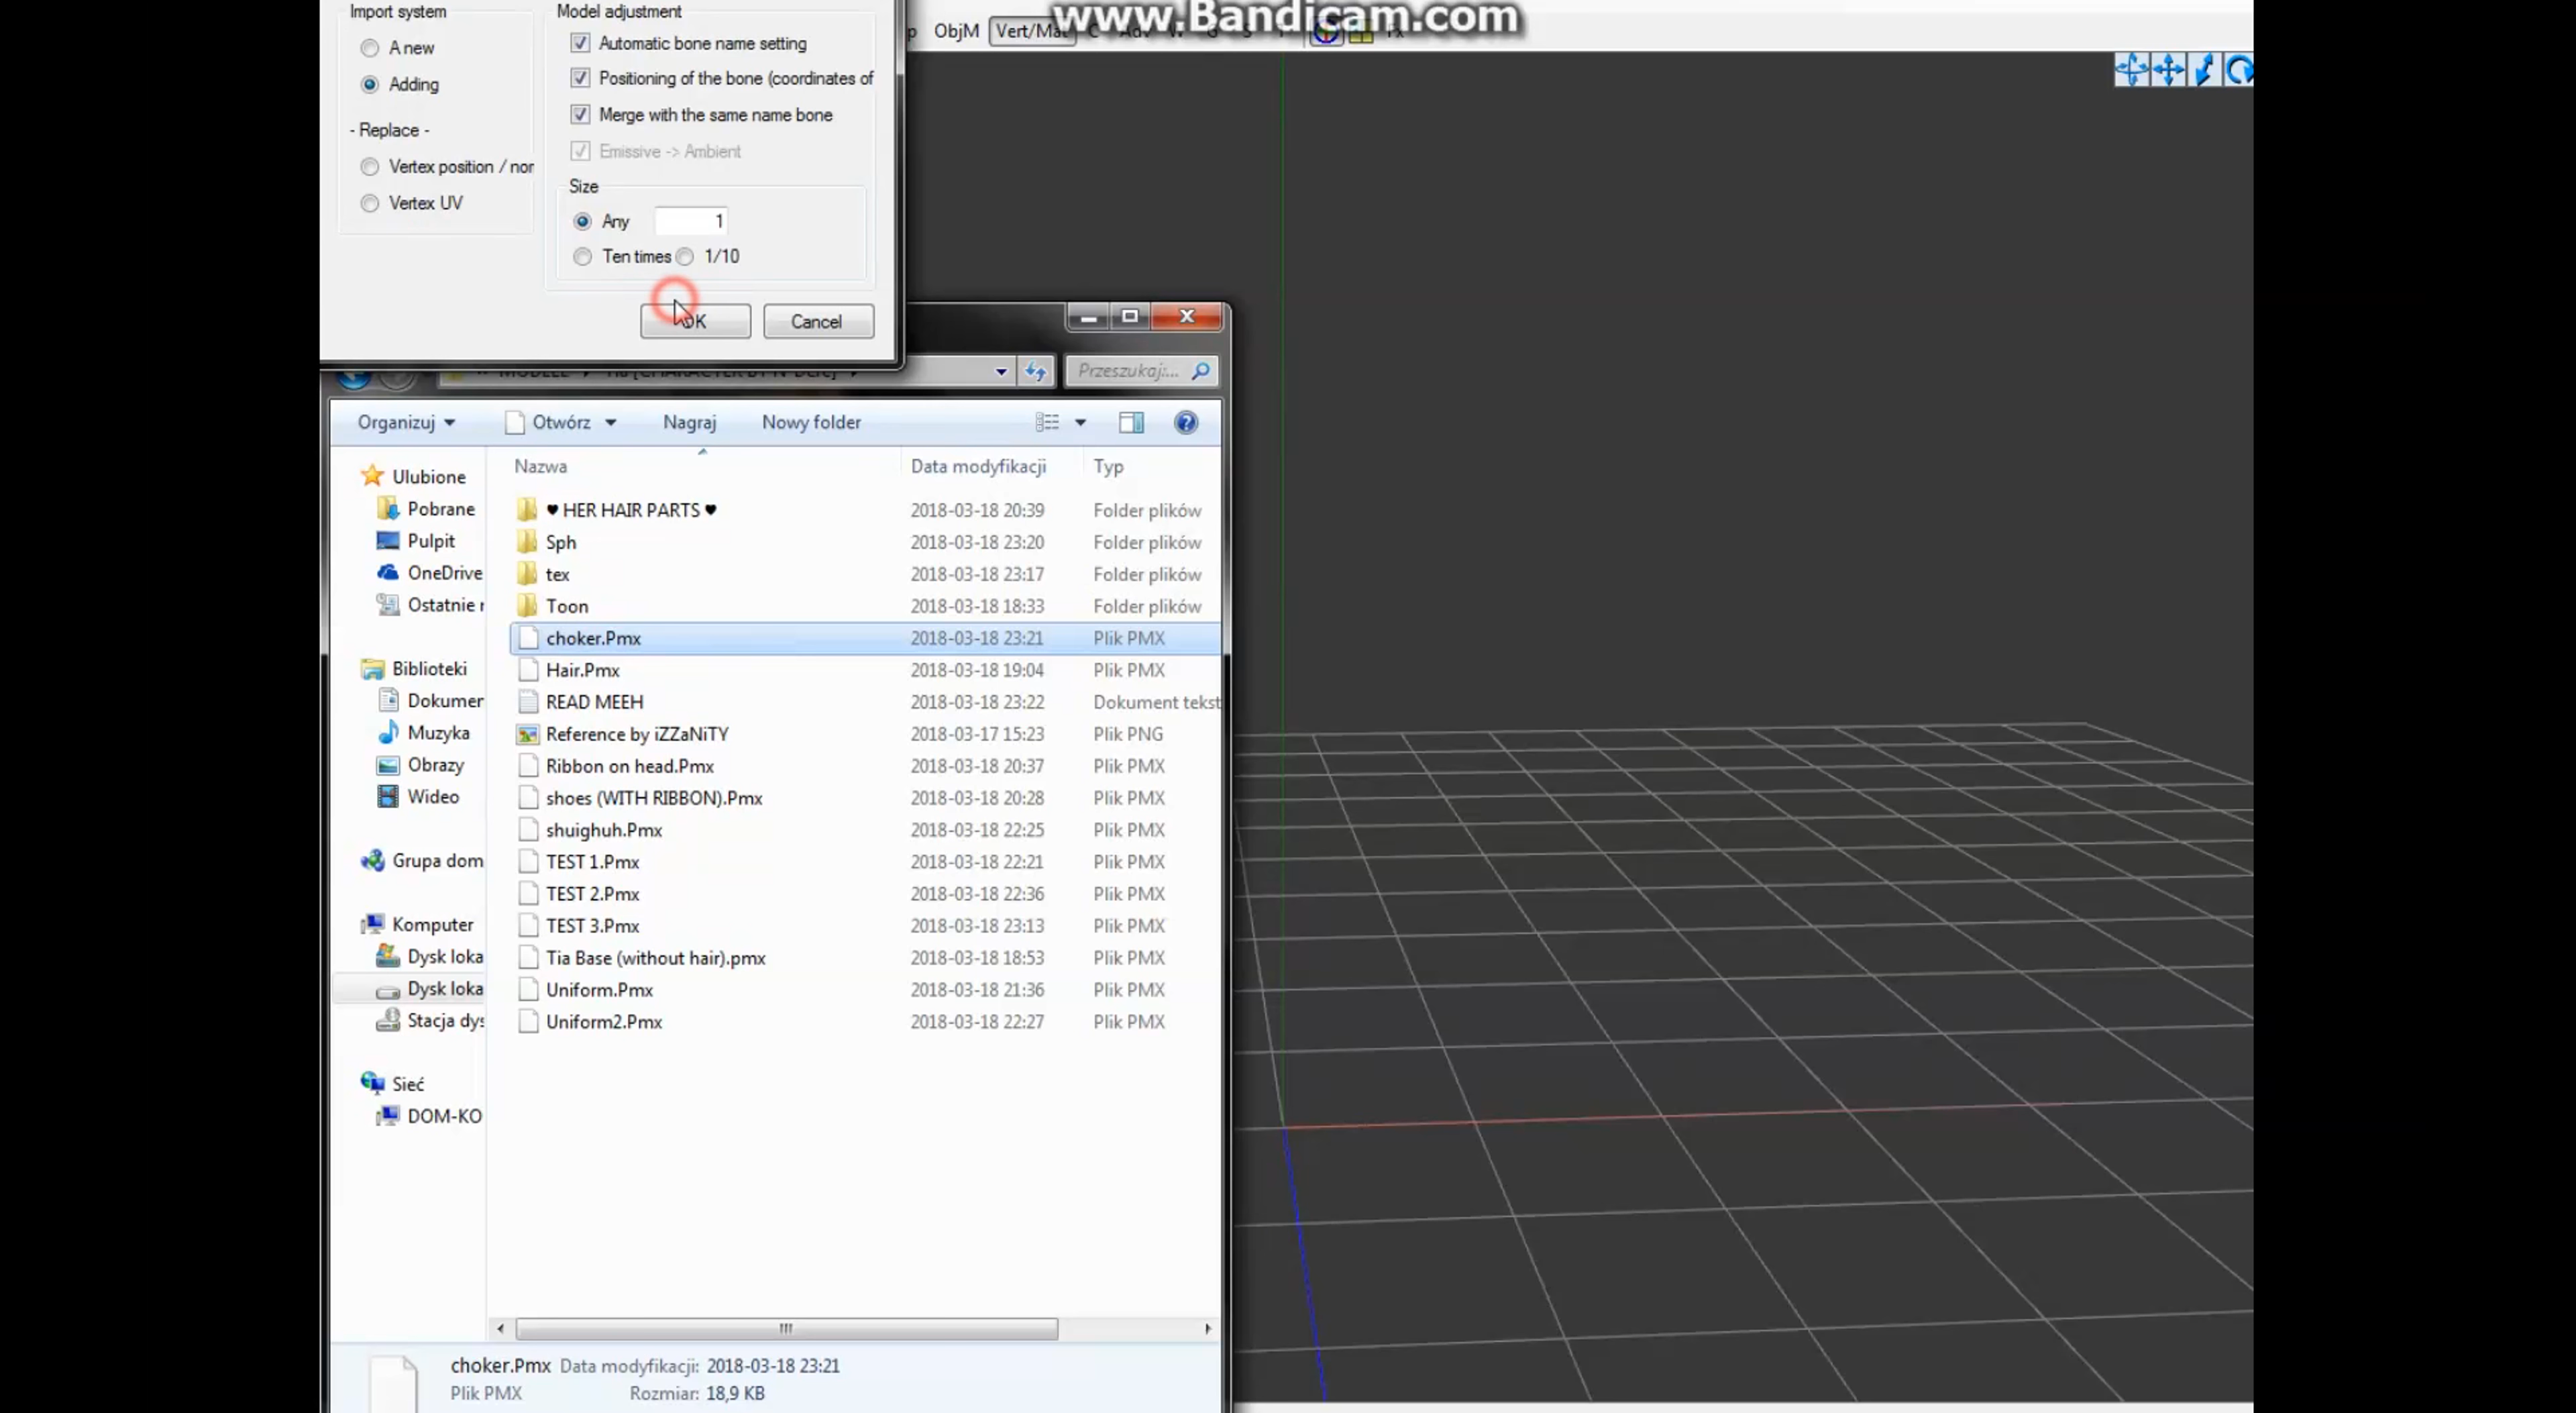 www.Bandicam.com
ObjM Vert/Mat
Import system
A new
Adding
- Replace -
Vertex position / nor
Vertex UV
Model adjustment
Automatic bone name setting
Positioning of the bone (coordinates of
Merge with the same name bone
Emissive -> Ambient
Size
Any 1
Ten times 1/10
OK Cancel
Przeszukaj:...
Organizuj Otwórz Nagraj Nowy folder
Nazwa Data modyfikacji Typ
Ulubione
Pobrane
Pulpit
OneDrive
Ostatnie r
Biblioteki
Dokumer
Muzyka
Obrazy
Wideo
Grupa dom
Komputer
Dysk loka
Dysk loka
Stacja dys
Sieć
DOM-KO
♥ HER HAIR PARTS ♥ 2018-03-18 20:39 Folder plików
Sph 2018-03-18 23:20 Folder plików
tex 2018-03-18 23:17 Folder plików
Toon 2018-03-18 18:33 Folder plików
choker.Pmx 2018-03-18 23:21 Plik PMX
Hair.Pmx 2018-03-18 19:04 Plik PMX
READ MEEH 2018-03-18 23:22 Dokument tekst
Reference by iZZaNiTY 2018-03-17 15:23 Plik PNG
Ribbon on head.Pmx 2018-03-18 20:37 Plik PMX
shoes (WITH RIBBON).Pmx 2018-03-18 20:28 Plik PMX
shuighuh.Pmx 2018-03-18 22:25 Plik PMX
TEST 1.Pmx 2018-03-18 22:21 Plik PMX
TEST 2.Pmx 2018-03-18 22:36 Plik PMX
TEST 3.Pmx 2018-03-18 23:13 Plik PMX
Tia Base (without hair).pmx 2018-03-18 18:53 Plik PMX
Uniform.Pmx 2018-03-18 21:36 Plik PMX
Uniform2.Pmx 2018-03-18 22:27 Plik PMX
choker.Pmx Data modyfikacji: 2018-03-18 23:21
Plik PMX Rozmiar: 18,9 KB